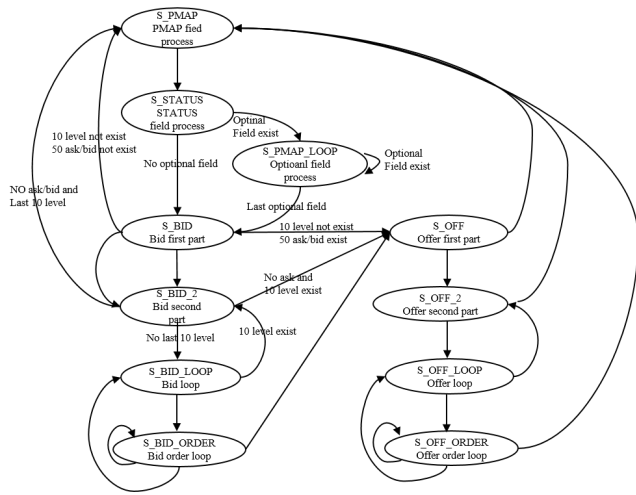 S_PMAP
PMAP fied
process
S_STATUS
STATUS
field process
Optinal
Field exist
10 level not exist
50 ask/bid not exist
S_PMAP_LOOP
Optioanl field
process
Optional
Field exist
No optional field
NO ask/bid and
Last 10 level
Last optional field
S_BID
Bid first part
10 level not exist
50 ask/bid exist
S_OFF
Offer first part
No ask and
10 level exist
S_BID_2
Bid second
part
S_OFF_2
Offer second part
No last 10 level
10 level exist
S_BID_LOOP
Bid loop
S_OFF_LOOP
Offer loop
S_BID_ORDER
Bid order loop
S_OFF_ORDER
Offer order loop